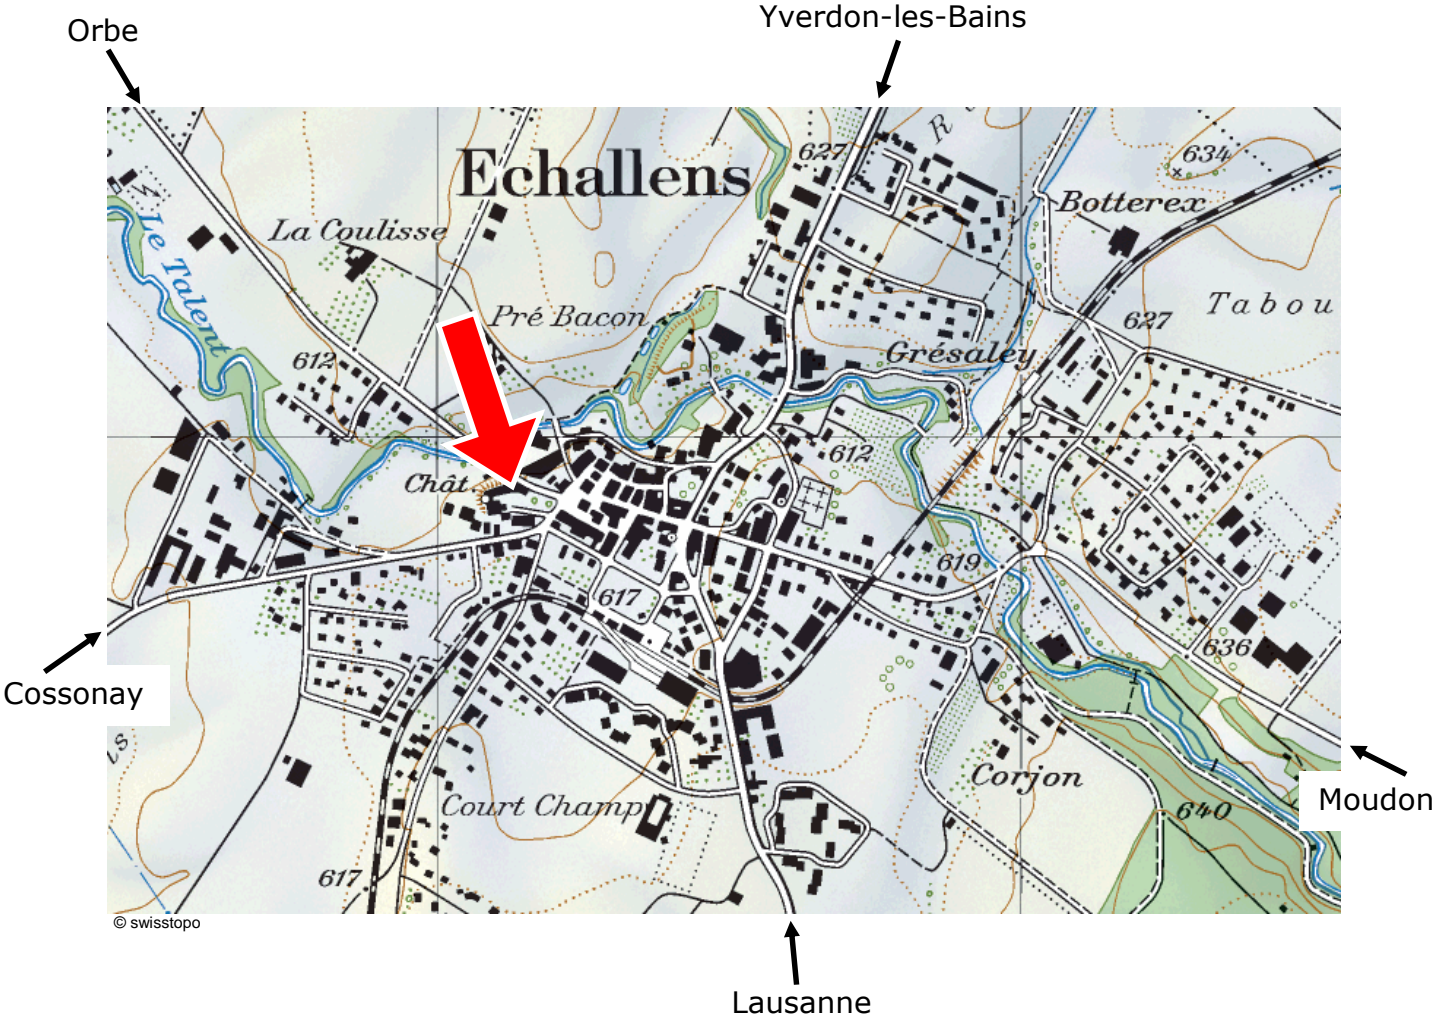 Orbe
Yverdon-les-Bains
Echallens
627
R
634
Botterex
La Coulisse
Le Talent
Pré Bacon
Tabou
627
612
Grésaley
612
Chât.
619
617
636
Cossonay
Corjon
Moudon
Court Champ
640
617
© swisstopo
Lausanne